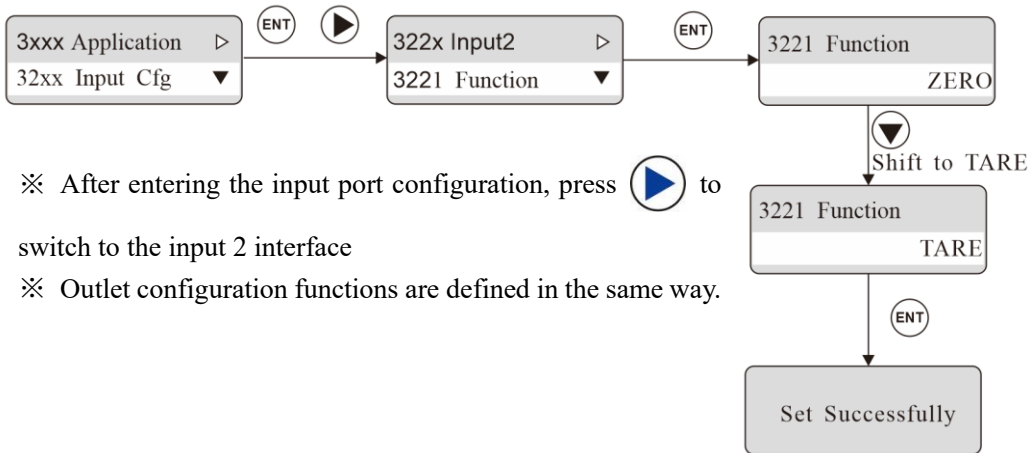 3xxx Application ▷
32xx Input Cfg ▼
ENT
322x Input2 ▷
3221 Function ▼
ENT
3221 Function
ZERO
Shift to TARE
3221 Function
TARE
ENT
Set Successfully
※ After entering the input port configuration, press ▶ to
switch to the input 2 interface
※ Outlet configuration functions are defined in the same way.